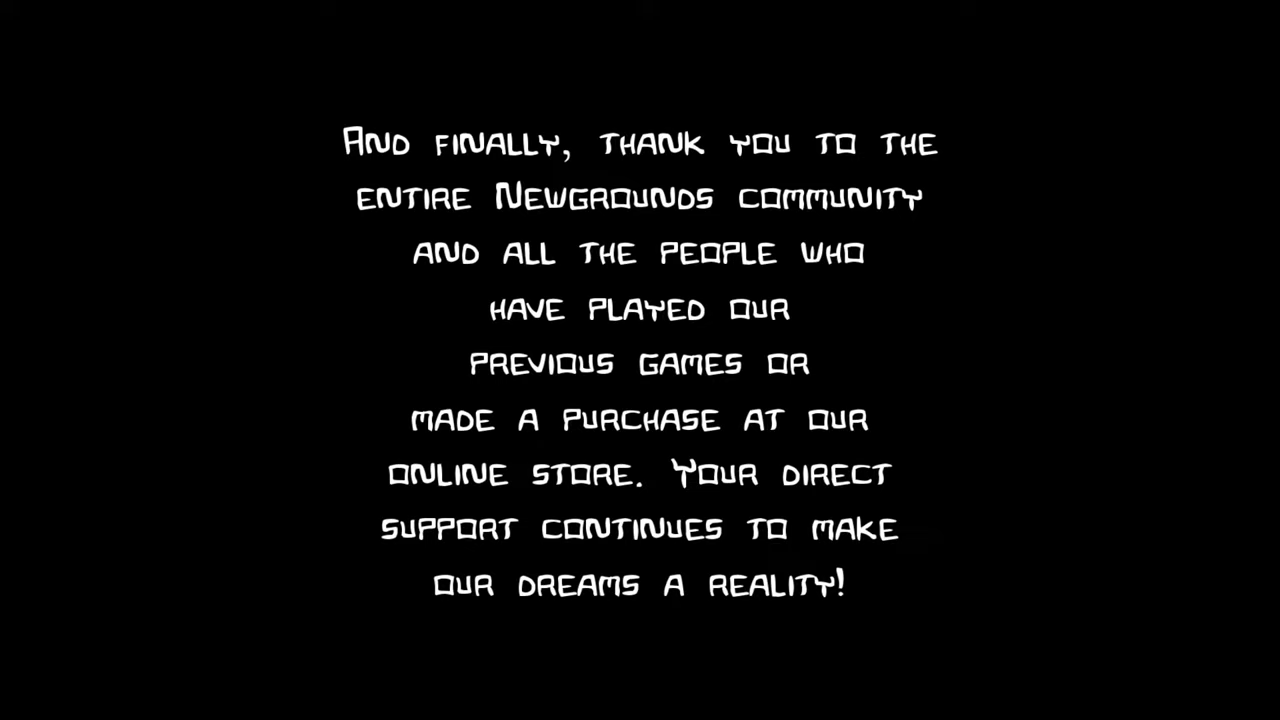 And finally, thank you to the
entire Newgrounds community
and all the people who
have played our
previous games or
made a purchase at our
online store. Your direct
support continues to make
our dreams a reality!